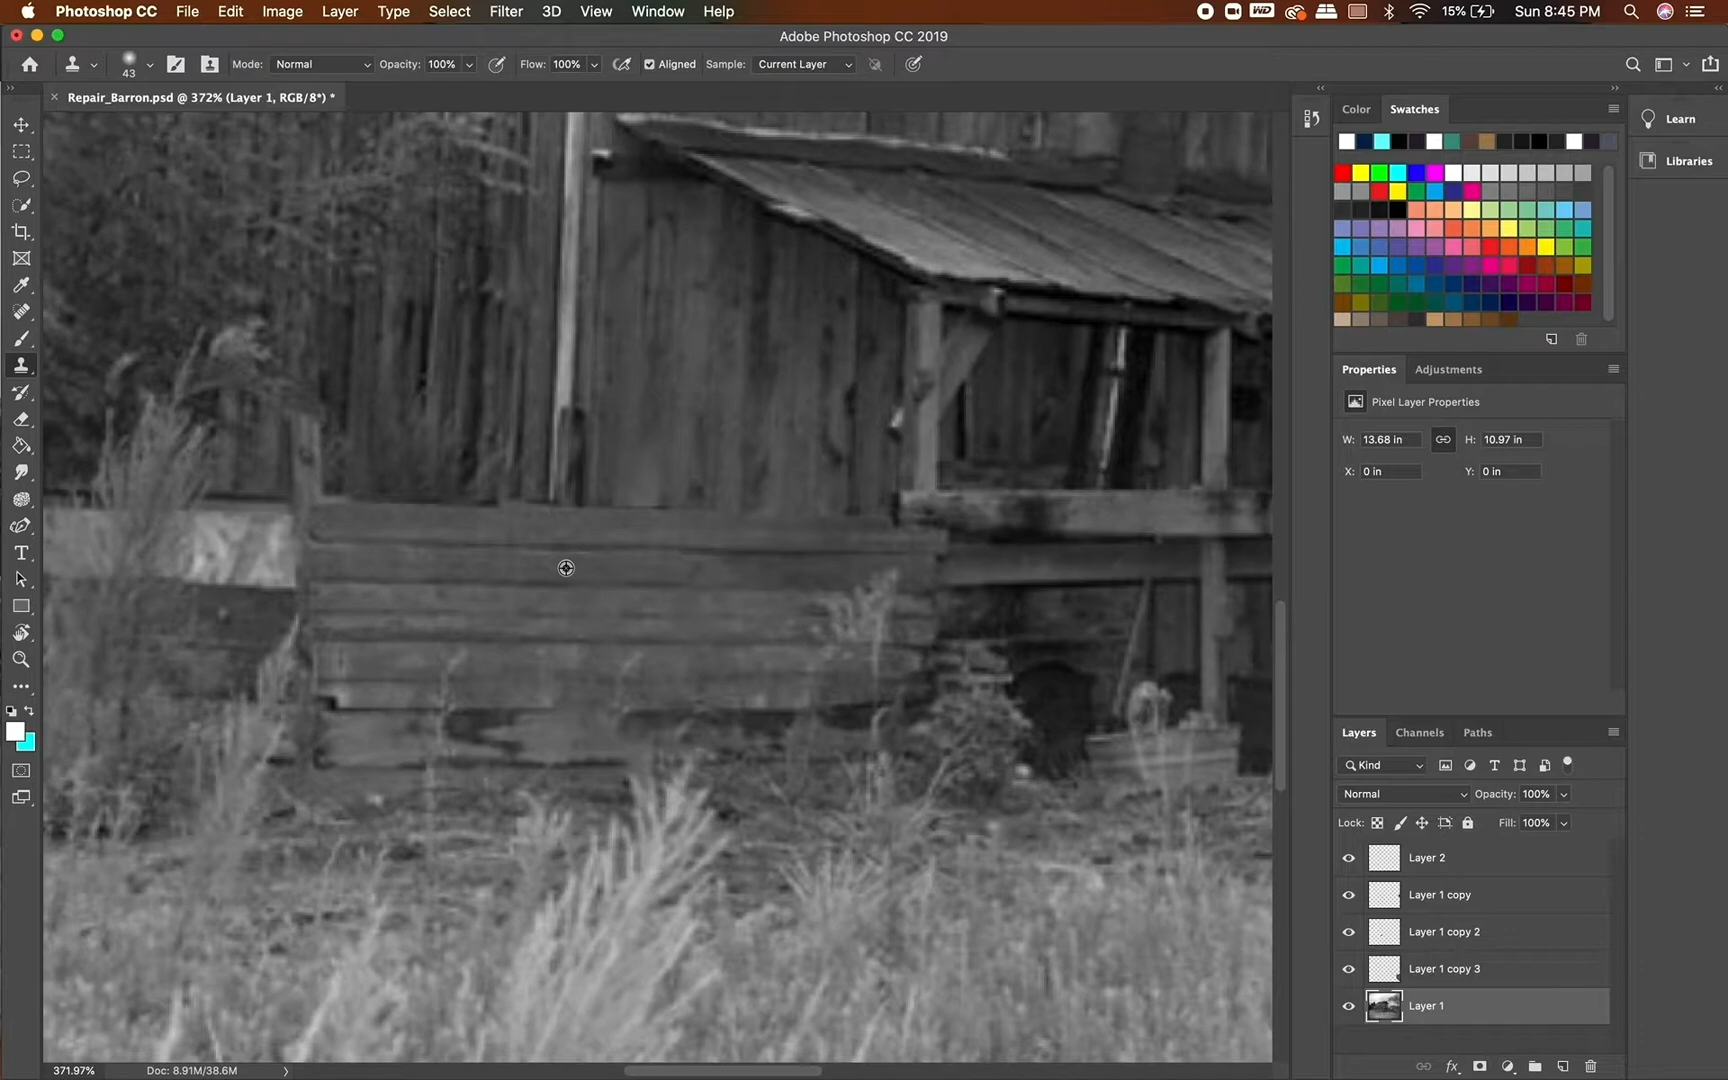 Photoshop CC File Edit Image Layer Type Select Filter 3D View Window Help WD 15% Sun 8:45 PM
Adobe Photoshop CC 2019
43 Mode: Normal Opacity: 100% Flow: 100% Aligned Sample: Current Layer
Repair_Barron.psd @ 372% (Layer 1, RGB/8*) *
Color Swatches
Learn
Libraries
Properties Adjustments
Pixel Layer Properties
W: 13.68 in H: 10.97 in
X: 0 in Y: 0 in
Layers Channels Paths
Kind
Normal Opacity: 100%
Lock: Fill: 100%
Layer 2
Layer 1 copy
Layer 1 copy 2
Layer 1 copy 3
Layer 1
fx
371.97% Doc: 8.91M/38.6M